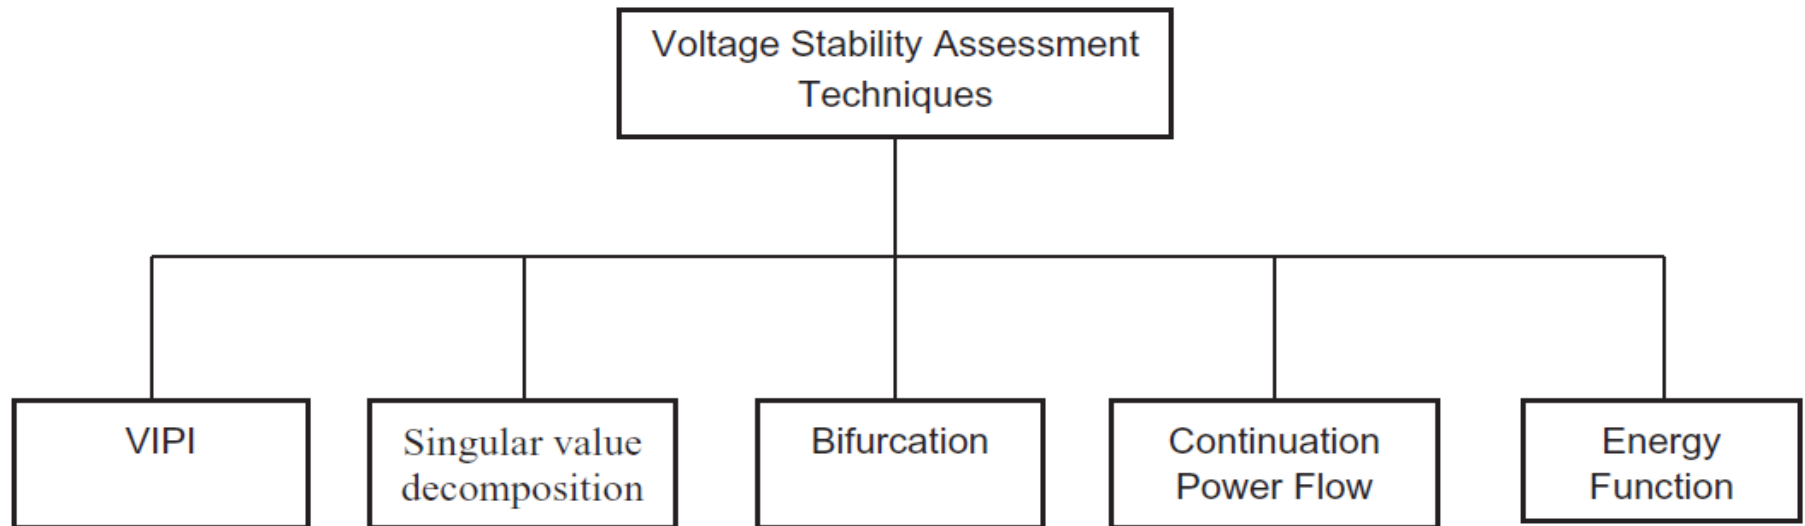 Voltage Stability Assessment
Techniques
VIPI
Singular value
decomposition
Bifurcation
Continuation
Power Flow
Energy
Function